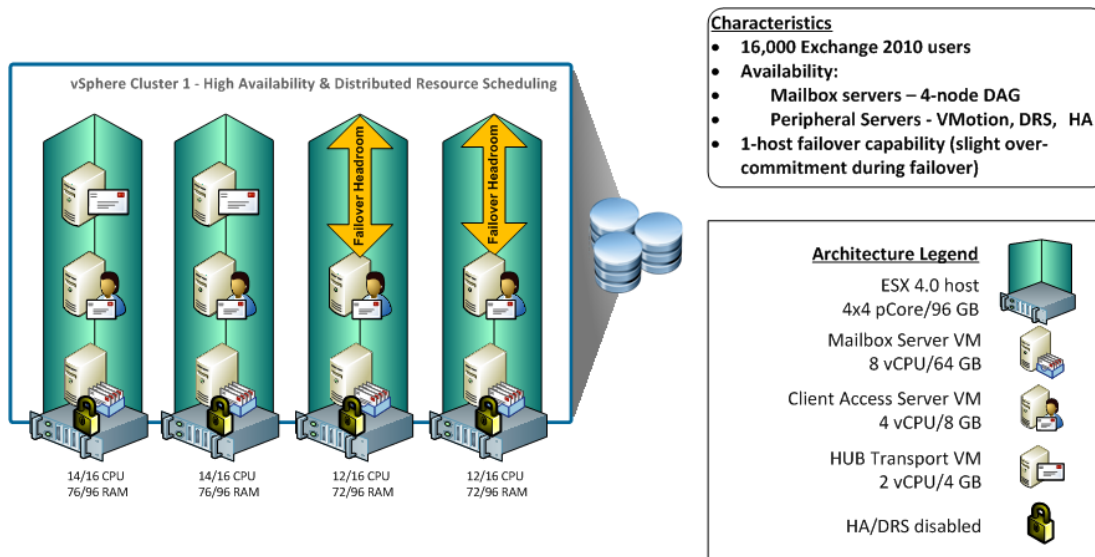 vSphere Cluster 1 - High Availability & Distributed Resource Scheduling
Failover Headroom
Failover Headroom
14/16 CPU
76/96 RAM
14/16 CPU
76/96 RAM
12/16 CPU
72/96 RAM
12/16 CPU
72/96 RAM
Characteristics
• 16,000 Exchange 2010 users
• Availability:
• Mailbox servers – 4-node DAG
• Peripheral Servers - VMotion, DRS, HA
• 1-host failover capability (slight over-
commitment during failover)
Architecture Legend
ESX 4.0 host
4x4 pCore/96 GB
Mailbox Server VM
8 vCPU/64 GB
Client Access Server VM
4 vCPU/8 GB
HUB Transport VM
2 vCPU/4 GB
HA/DRS disabled